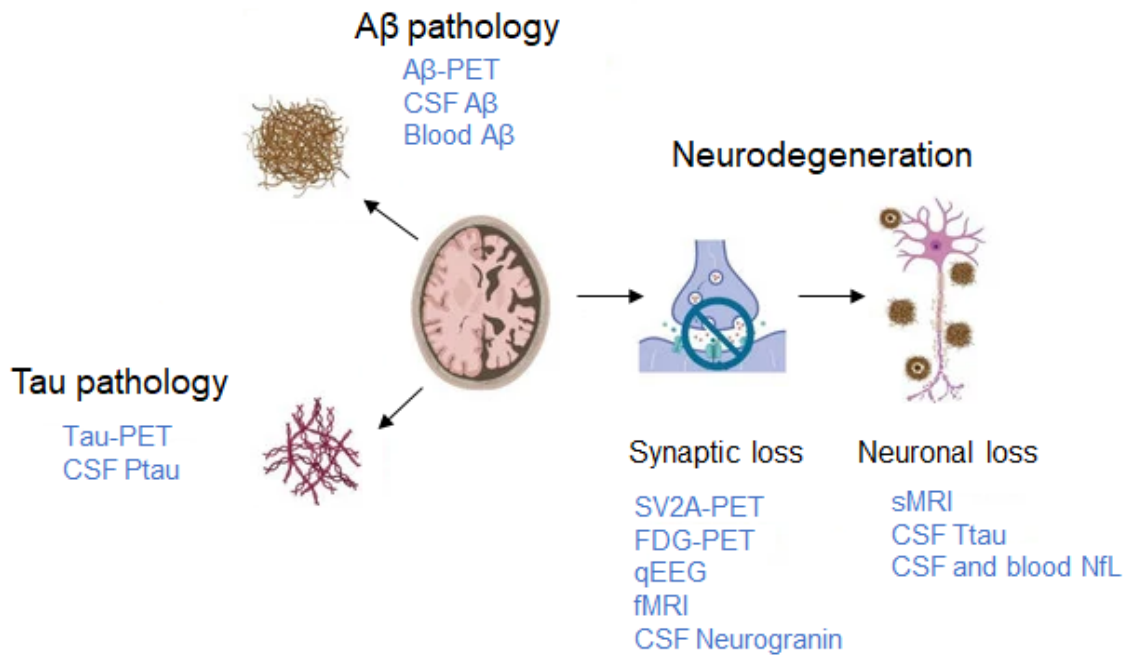 Aβ pathology
Aβ-PET
CSF Aβ
Blood Aβ
Neurodegeneration
Tau pathology
Tau-PET
CSF Ptau
Synaptic loss
SV2A-PET
FDG-PET
qEEG
fMRI
CSF Neurogranin
Neuronal loss
sMRI
CSF Ttau
CSF and blood NfL